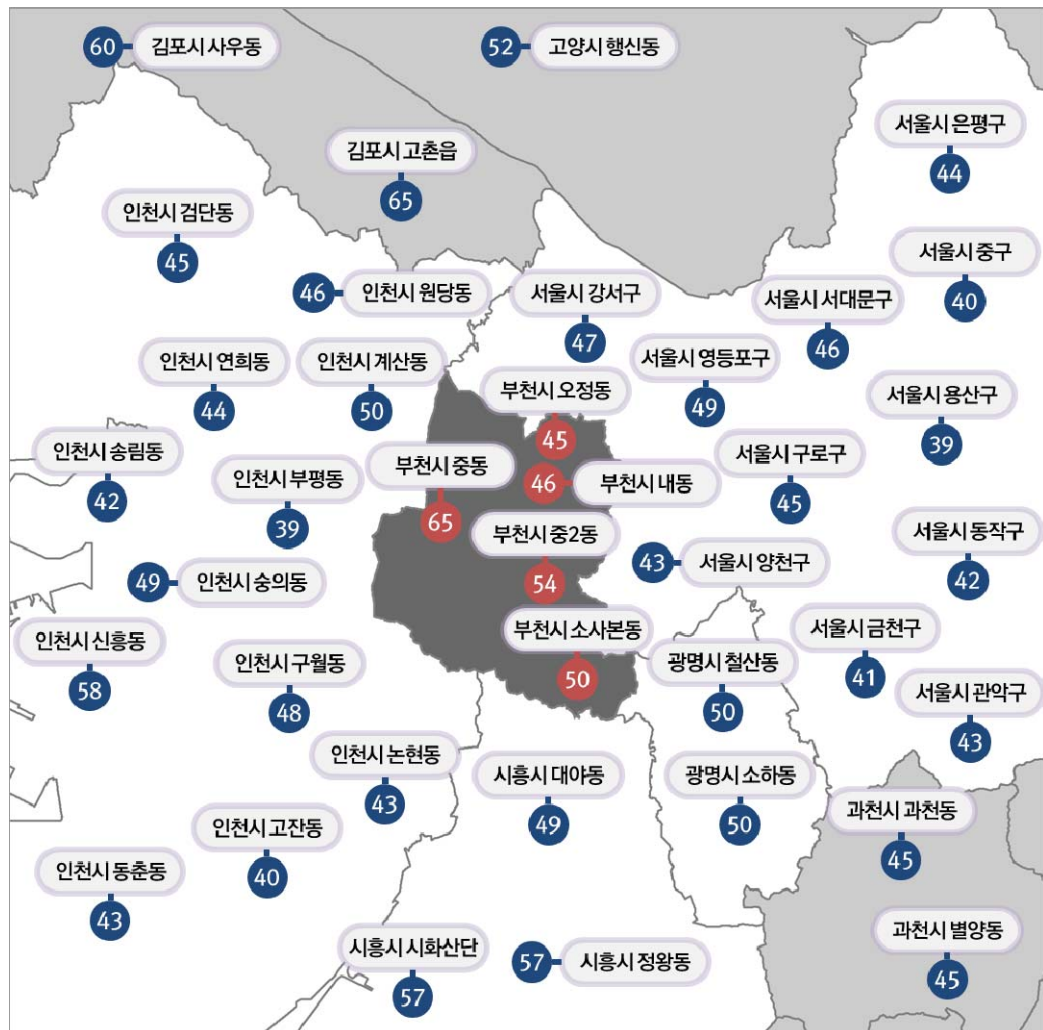 60 김포시 사우동
52 고양시 행신동
서울시 은평구
44
김포시 고촌읍
65
인천시 검단동
45
서울시 중구
40
46 인천시 원당동
서울시 강서구
47
서울시 서대문구
46
인천시 연희동
44
인천시 계산동
50
서울시 영등포구
49
부천시 오정동
45
서울시 용산구
39
인천시 송림동
42
인천시 부평동
39
부천시 중동
65
46 부천시 내동
서울시 구로구
45
부천시 중2동
54
서울시 동작구
42
49 인천시 숭의동
43 서울시 양천구
인천시 신흥동
58
인천시 구월동
48
부천시 소사본동
50
광명시 철산동
50
서울시 금천구
41
서울시 관악구
43
인천시 논현동
43
시흥시 대야동
49
광명시 소하동
50
과천시 과천동
45
인천시 고잔동
40
인천시 동춘동
43
시흥시 시화산단
57
57 시흥시 정왕동
과천시 별양동
45